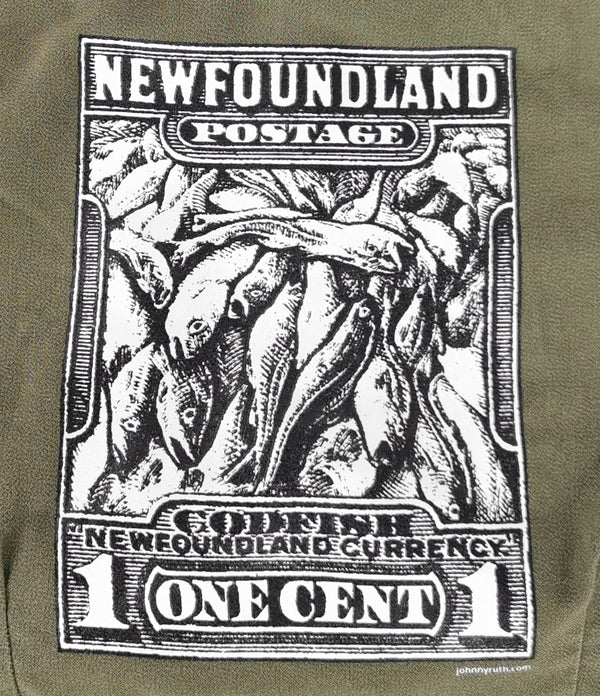 NEWFOUNDLAND
POSTAGE
CODFISH
"NEWFOUNDLAND CURRENCY"
1 ONE CENT 1
johnnyruth.com